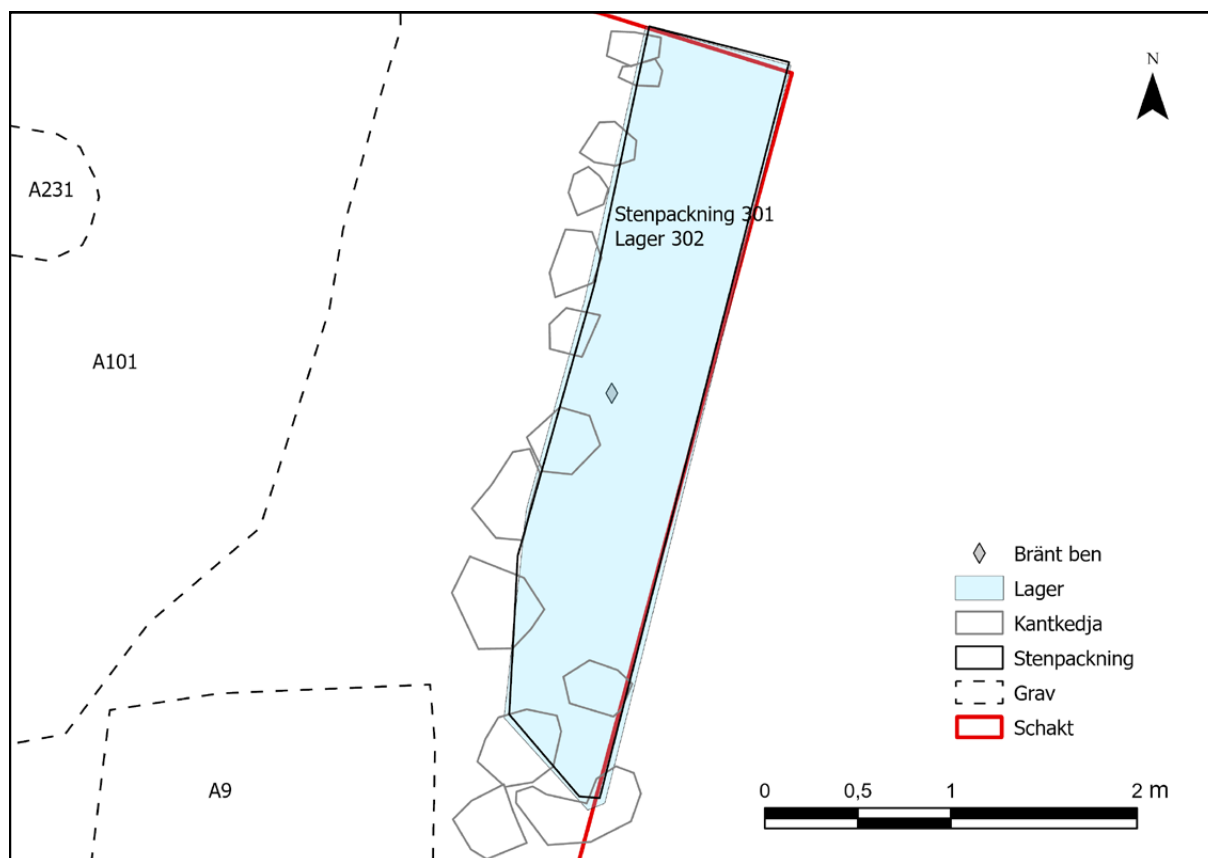 N
A231
Stenpackning 301
Lager 302
A101
Bränt ben
Lager
Kantkedja
Stenpackning
Grav
Schakt
A9
0 0,5 1 2 m